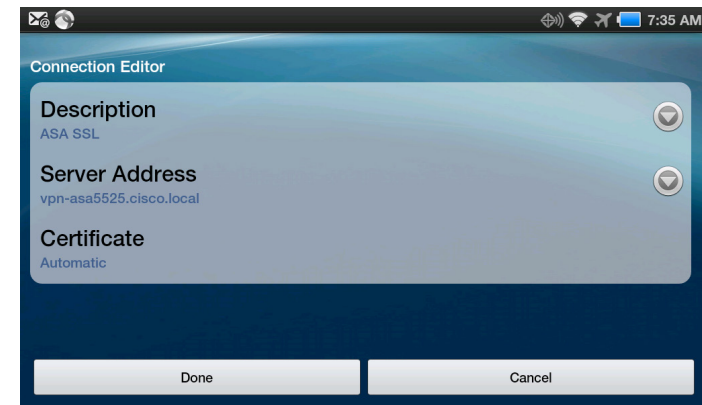 7:35 AM
Connection Editor
Description
ASA SSL
Server Address
vpn-asa5525.cisco.local
Certificate
Automatic
Done
Cancel